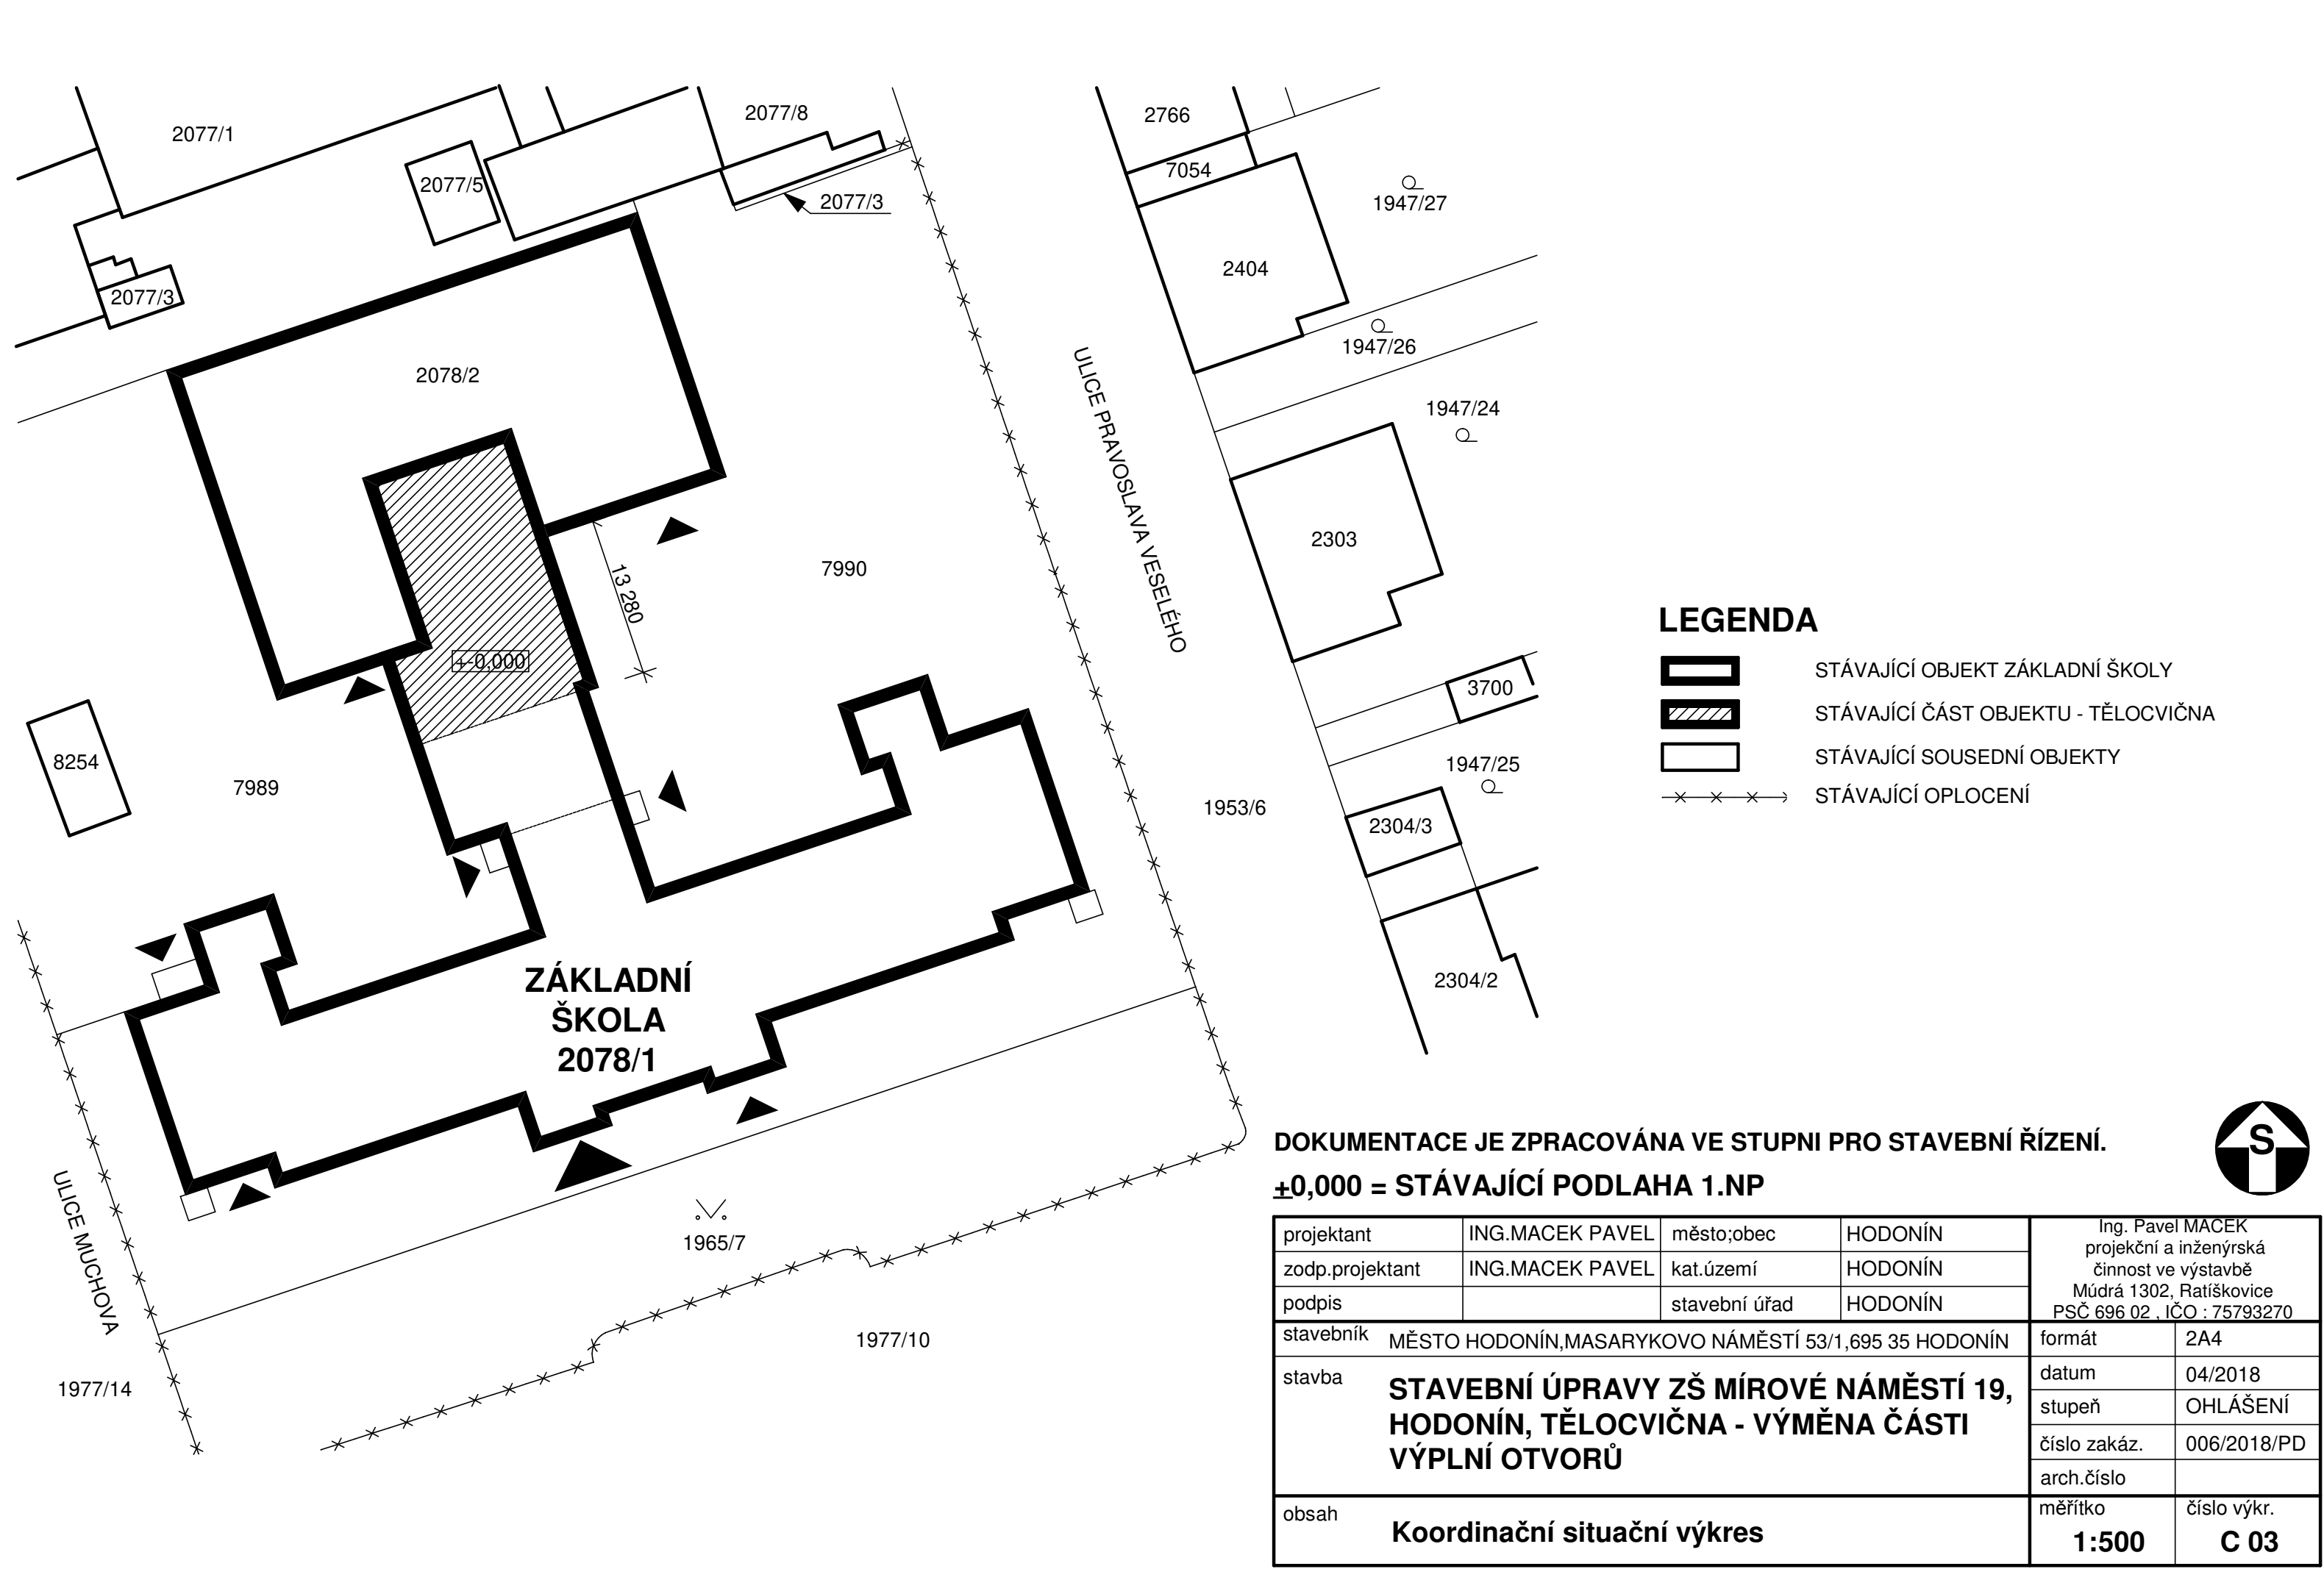 2077/1
2077/8
2766
7054
2077/5
2077/3
1947/27
2404
2077/3
1947/26
2078/2
1947/24
ULICE PRAVOSLAVA VESELÉHO
2303
7990
13 280
+-0,000
3700
8254
7989
1947/25
1953/6
2304/3
2304/2
ZÁKLADNÍ
ŠKOLA
2078/1
ULICE MUCHOVA
1965/7
1977/10
1977/14
LEGENDA
STÁVAJÍCÍ OBJEKT ZÁKLADNÍ ŠKOLY
STÁVAJÍCÍ ČÁST OBJEKTU - TĚLOCVIČNA
STÁVAJÍCÍ SOUSEDNÍ OBJEKTY
STÁVAJÍCÍ OPLOCENÍ
S
DOKUMENTACE JE ZPRACOVÁNA VE STUPNI PRO STAVEBNÍ ŘÍZENÍ.
±0,000 = STÁVAJÍCÍ PODLAHA 1.NP
projektant ING.MACEK PAVEL město;obec HODONÍN
zodp.projektant ING.MACEK PAVEL kat.území HODONÍN
podpis stavební úřad HODONÍN
Ing. Pavel MACEK
projekční a inženýrská
činnost ve výstavbě
Múdrá 1302, Ratíškovice
PSČ 696 02 , IČO : 75793270
stavebník MĚSTO HODONÍN,MASARYKOVO NÁMĚSTÍ 53/1,695 35 HODONÍN
stavba STAVEBNÍ ÚPRAVY ZŠ MÍROVÉ NÁMĚSTÍ 19,
HODONÍN, TĚLOCVIČNA - VÝMĚNA ČÁSTI
VÝPLNÍ OTVORŮ
formát 2A4
datum 04/2018
stupeň OHLÁŠENÍ
číslo zakáz. 006/2018/PD
arch.číslo
obsah Koordinační situační výkres
měřítko číslo výkr.
1:500 C 03